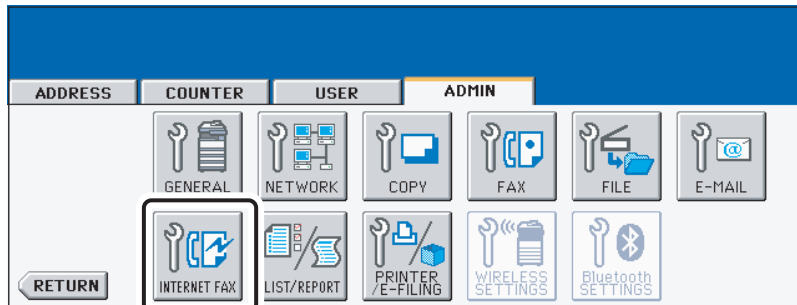 ADDRESS COUNTER USER ADMIN
GENERAL NETWORK COPY FAX FILE E-MAIL
@
INTERNET FAX LIST/REPORT PRINTER
/E-FILING WIRELESS
SETTINGS Bluetooth
SETTINGS
RETURN